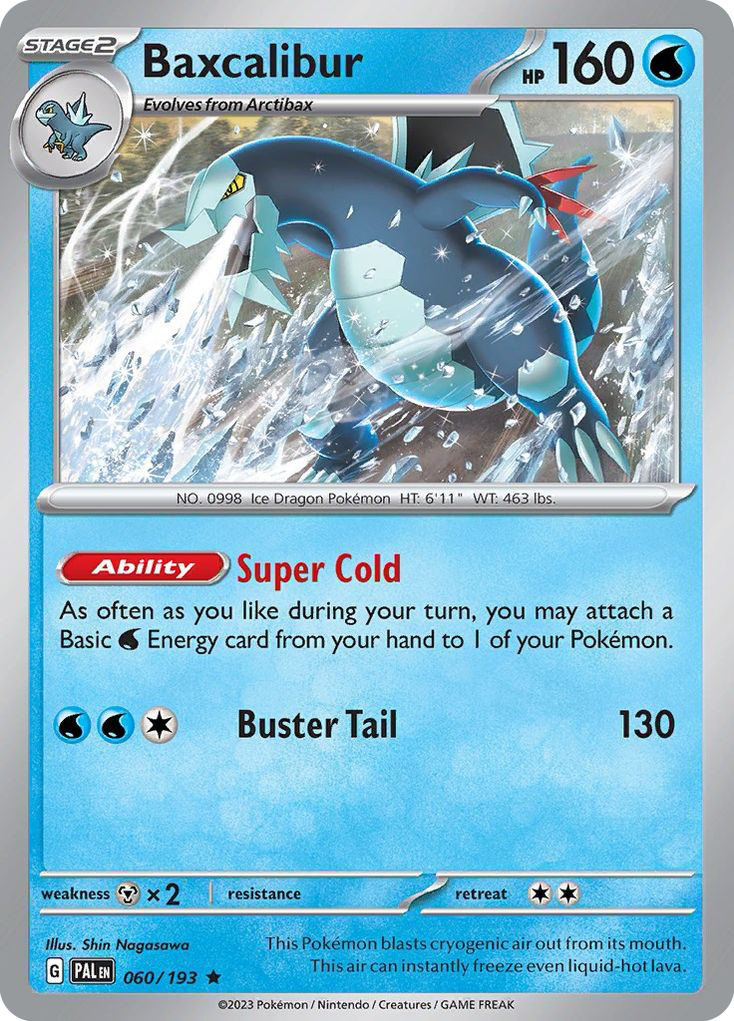 STAGE2
Baxcalibur
HP 160
Evolves from Arctibax
NO. 0998 Ice Dragon Pokémon HT: 6'11" WT: 463 lbs.
Ability Super Cold
As often as you like during your turn, you may attach a
Basic Energy card from your hand to 1 of your Pokémon.
Buster Tail 130
weakness ×2 resistance retreat
Illus. Shin Nagasawa
G PAL EN 060/193 ★
This Pokémon blasts cryogenic air out from its mouth.
This air can instantly freeze even liquid-hot lava.
©2023 Pokémon / Nintendo / Creatures / GAME FREAK